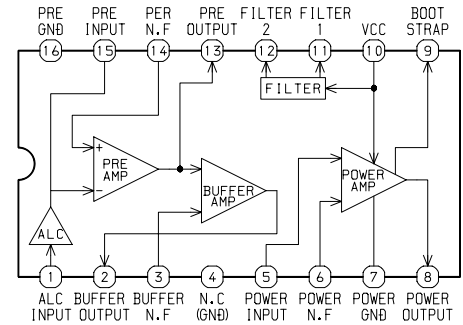 PRE GND
PRE INPUT
PER N.F
PRE OUTPUT
FILTER 2
FILTER 1
VCC
BOOT STRAP
16 15 14 13 12 11 10 9
FILTER
+
PRE AMP
−
BUFFER AMP
POWER AMP
ALC
1 2 3 4 5 6 7 8
ALC INPUT
BUFFER OUTPUT
BUFFER N.F
N.C (GND)
POWER INPUT
POWER N.F
POWER GND
POWER OUTPUT